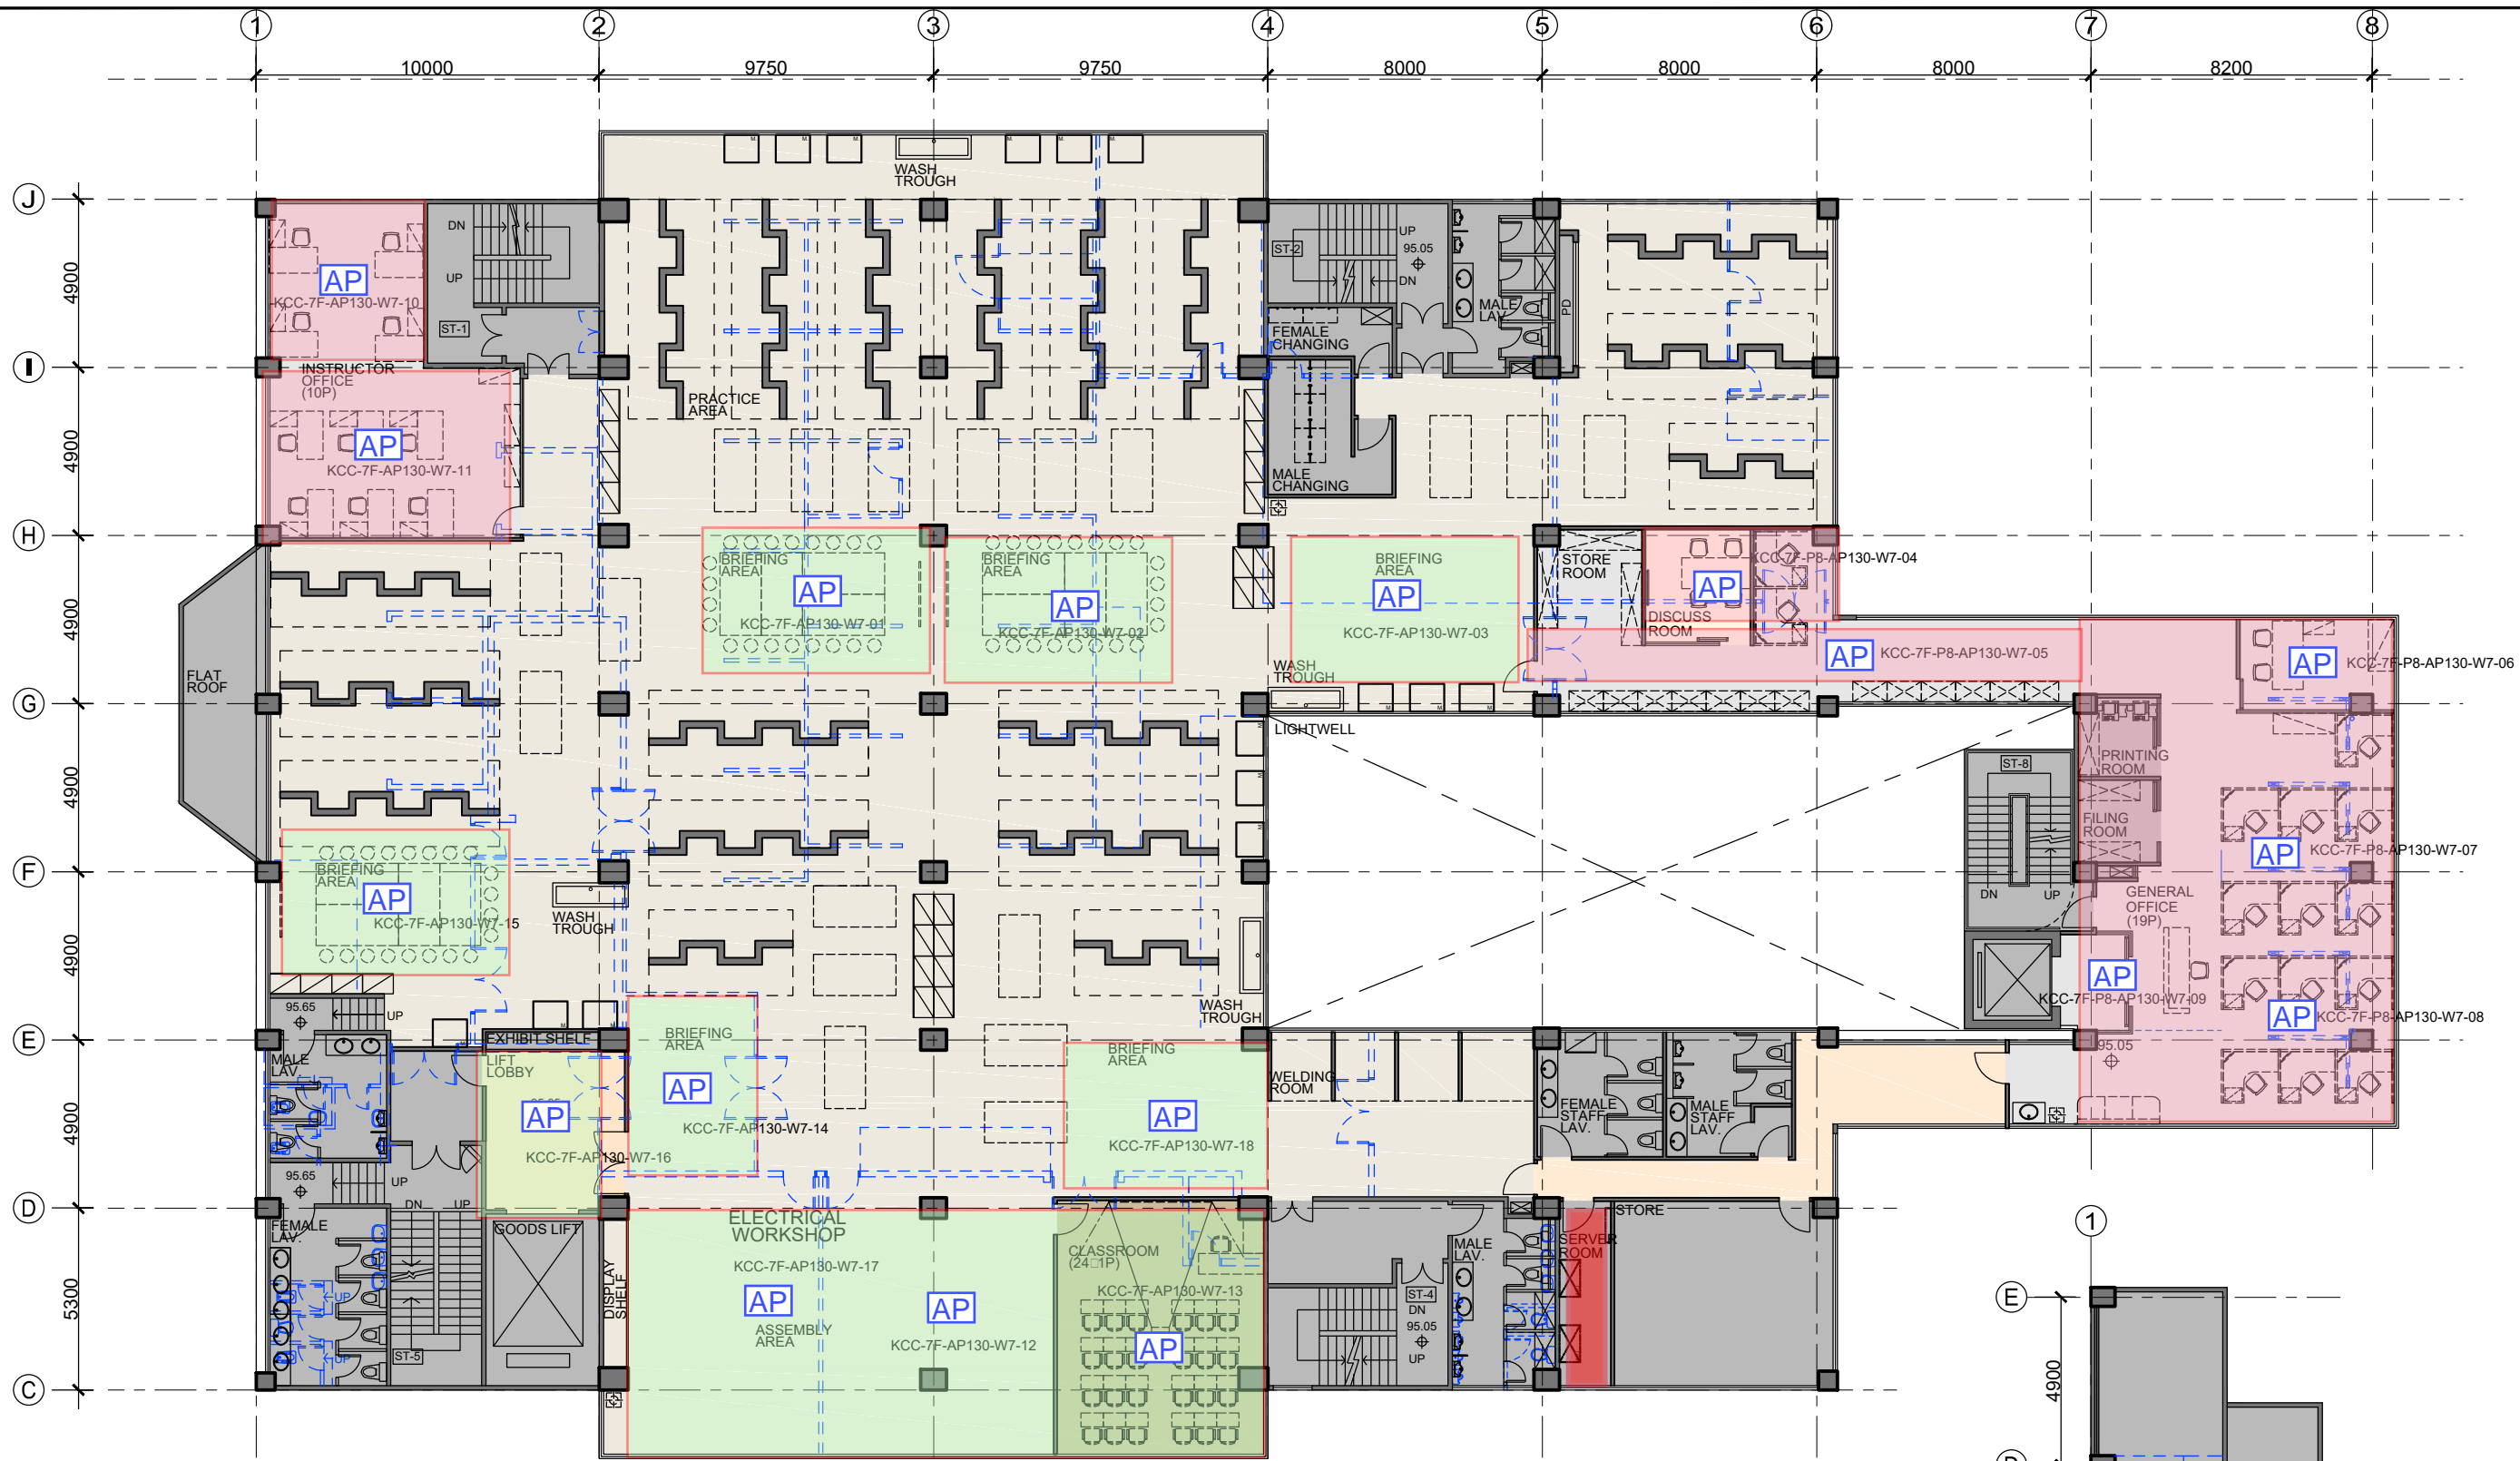 1
2
3
4
5
6
7
8
10000
9750
9750
8000
8000
8000
8200
J
I
H
G
F
E
D
C
4900
4900
4900
4900
4900
4900
5300
WASH
TROUGH
DN
UP
ST-1
AP
KCC-7F-AP130-W7-10
INSTRUCTOR
OFFICE
(10P)
AP
KCC-7F-AP130-W7-11
PRACTICE
AREA
ST-2
UP
95.05
DN
MALE
LAV.
PD
FEMALE
CHANGING
MALE
CHANGING
BRIEFING
AREA
AP
KCC-7F-AP130-W7-01
BRIEFING
AREA
AP
KCC-7F-AP130-W7-02
BRIEFING
AREA
AP
KCC-7F-AP130-W7-03
STORE
ROOM
AP
KCC-7F-P8-AP130-W7-04
DISCUSS
ROOM
AP
KCC-7F-P8-AP130-W7-05
AP
KCC-7F-P8-AP130-W7-06
WASH
TROUGH
FLAT
ROOF
LIGHTWELL
PRINTING
ROOM
ST-8
FILING
ROOM
DN
UP
AP
KCC-7F-P8-AP130-W7-07
GENERAL
OFFICE
(19P)
AP
KCC-7F-P8-AP130-W7-09
AP
KCC-7F-P8-AP130-W7-08
95.05
BRIEFING
AREA
AP
KCC-7F-AP130-W7-15
WASH
TROUGH
WASH
TROUGH
95.65
UP
EXHIBIT SHELF
MALE
LAV.
LIFT
LOBBY
AP
KCC-7F-AP130-W7-16
BRIEFING
AREA
AP
KCC-7F-AP130-W7-14
BRIEFING
AREA
AP
KCC-7F-AP130-W7-18
WELDING
ROOM
FEMALE
STAFF
LAV.
MALE
STAFF
LAV.
95.65
UP
DN
UP
FEMALE
LAV.
GOODS LIFT
UP
UP
ST-5
DISPLAY
SHELF
ELECTRICAL
WORKSHOP
KCC-7F-AP130-W7-17
AP
ASSEMBLY
AREA
AP
KCC-7F-AP130-W7-12
CLASSROOM
(24□1P)
KCC-7F-AP130-W7-13
AP
MALE
LAV.
ST-4
DN
95.05
UP
SERVER
ROOM
STORE
1
E
4900
D